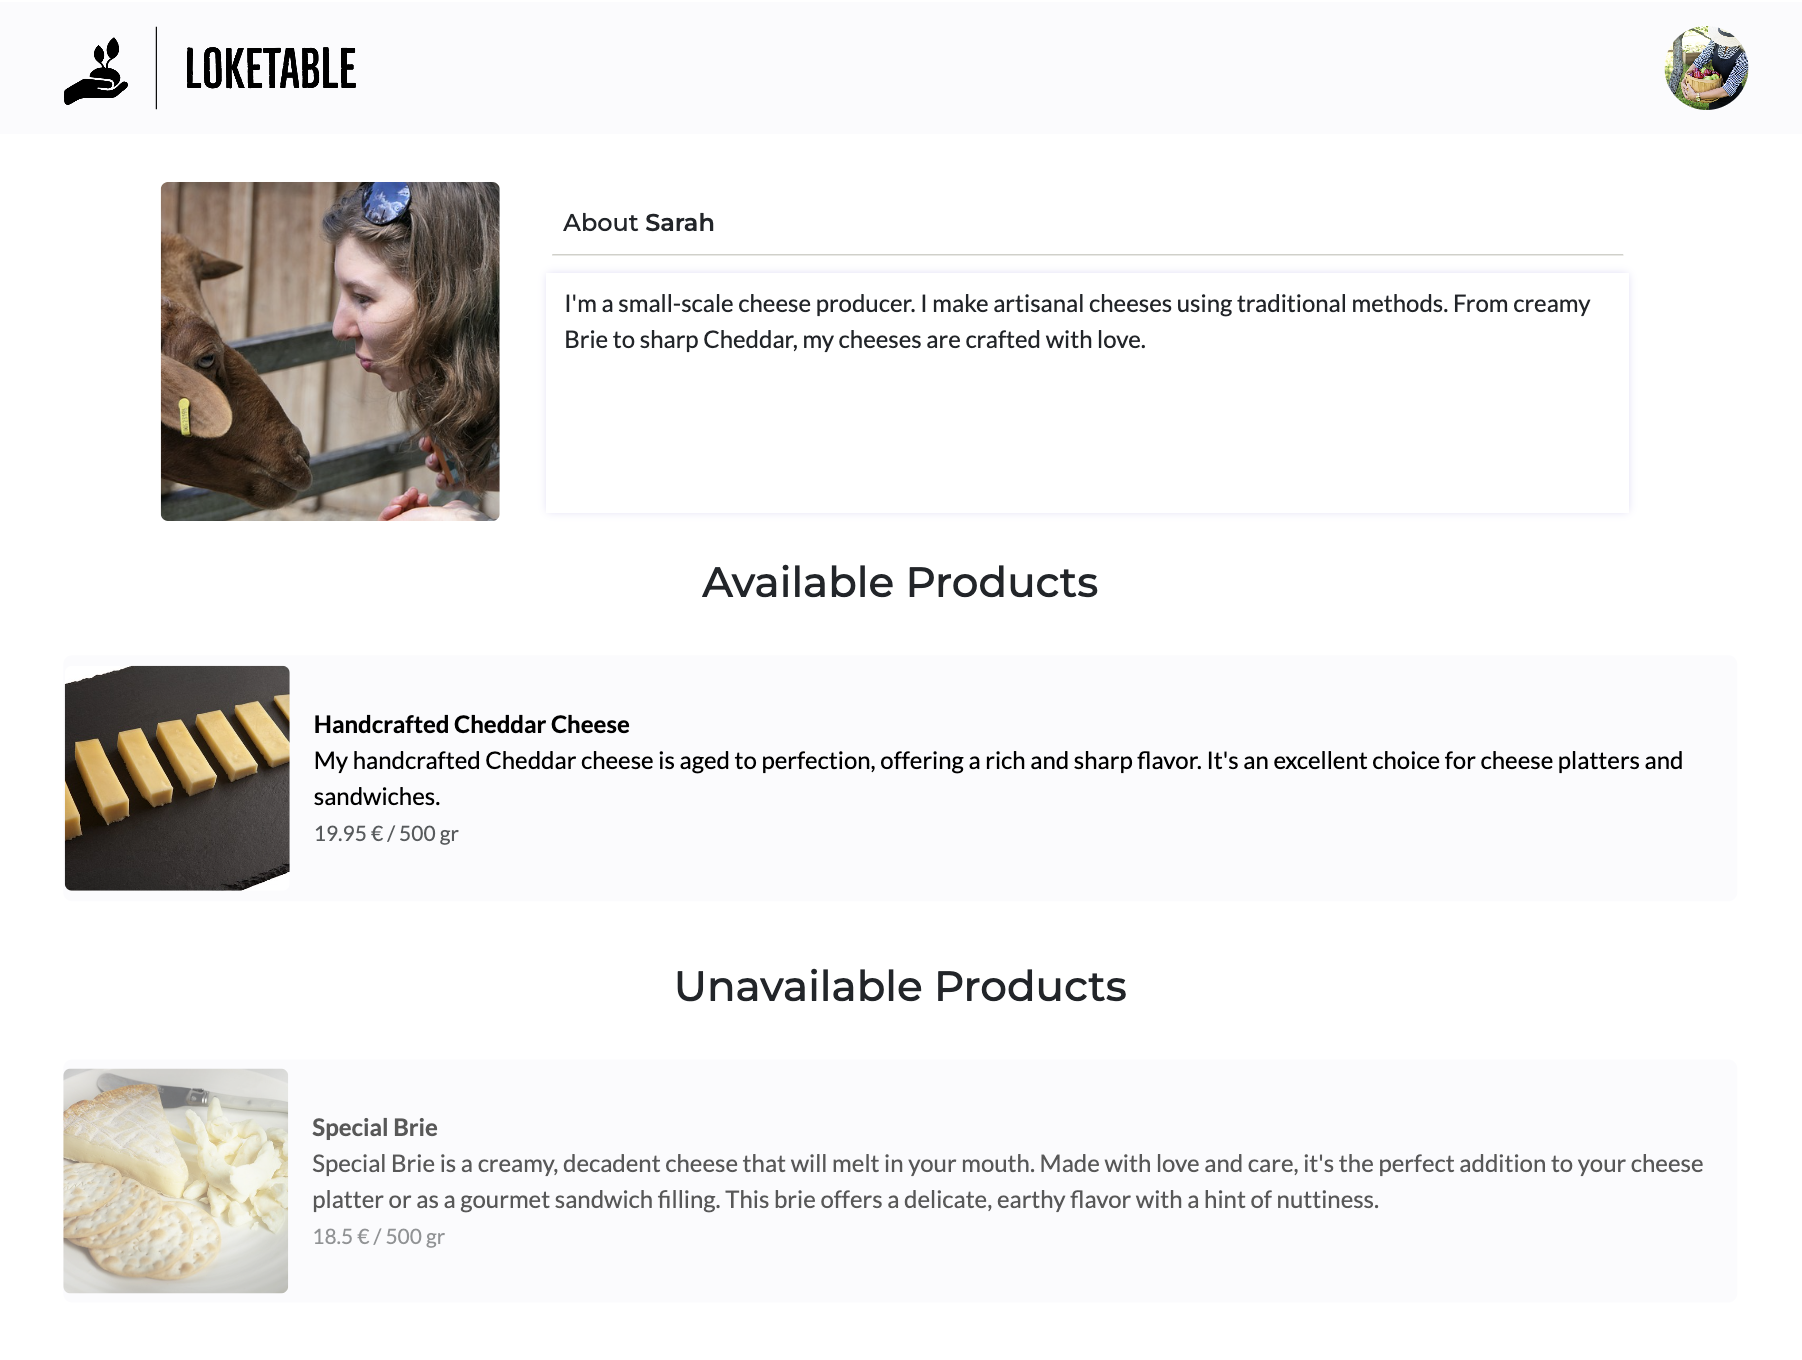 LOKETABLE
About Sarah
I'm a small-scale cheese producer. I make artisanal cheeses using traditional methods. From creamy
Brie to sharp Cheddar, my cheeses are crafted with love.
Available Products
Handcrafted Cheddar Cheese
My handcrafted Cheddar cheese is aged to perfection, offering a rich and sharp flavor. It's an excellent choice for cheese platters and
sandwiches.
19.95 € / 500 gr
Unavailable Products
Special Brie
Special Brie is a creamy, decadent cheese that will melt in your mouth. Made with love and care, it's the perfect addition to your cheese
platter or as a gourmet sandwich filling. This brie offers a delicate, earthy flavor with a hint of nuttiness.
18.5 € / 500 gr